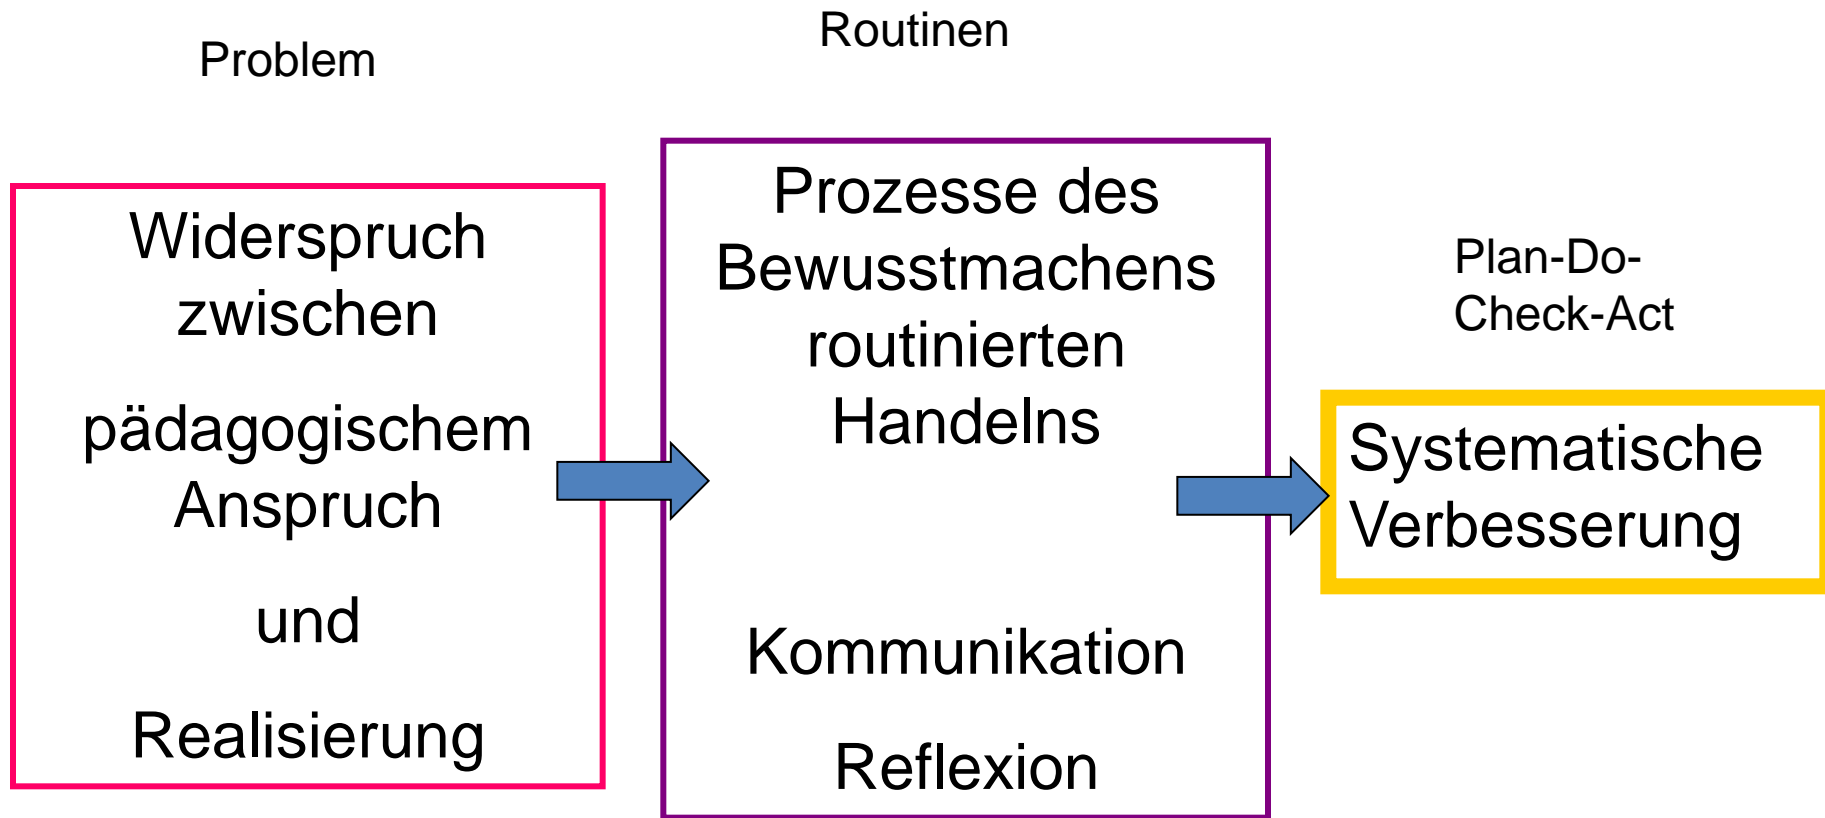 Problem
Widerspruch
zwischen
pädagogischem
Anspruch
und
Realisierung
Routinen
Prozesse des
Bewusstmachens
routinierten
Handelns
Kommunikation
Reflexion
Plan-Do-
Check-Act
Systematische
Verbesserung